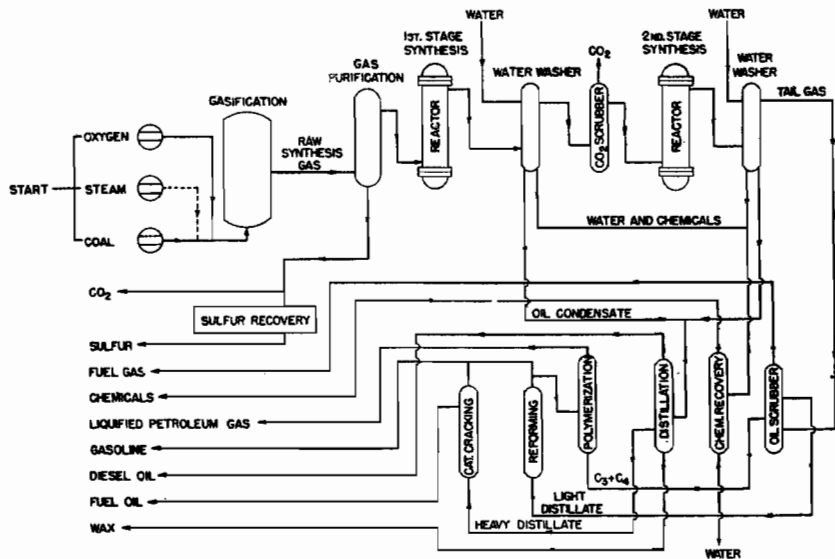 WATER
WATER
1ST. STAGE
SYNTHESIS
2ND. STAGE
SYNTHESIS
CO2
GAS
PURIFICATION
WATER WASHER
WATER
WASHER
TAIL GAS
GASIFICATION
REACTOR
CO2 SCRUBBER
REACTOR
OXYGEN
RAW
SYNTHESIS
GAS
START
STEAM
COAL
WATER AND CHEMICALS
CO2
SULFUR RECOVERY
OIL CONDENSATE
SULFUR
FUEL GAS
CHEMICALS
LIQUIFIED PETROLEUM GAS
GASOLINE
DIESEL OIL
FUEL OIL
WAX
CAT. CRACKING
REFORMING
POLYMERIZATION
DISTILLATION
CHEM. RECOVERY
OIL SCRUBBER
C3+C4
LIGHT
DISTILLATE
HEAVY DISTILLATE
WATER